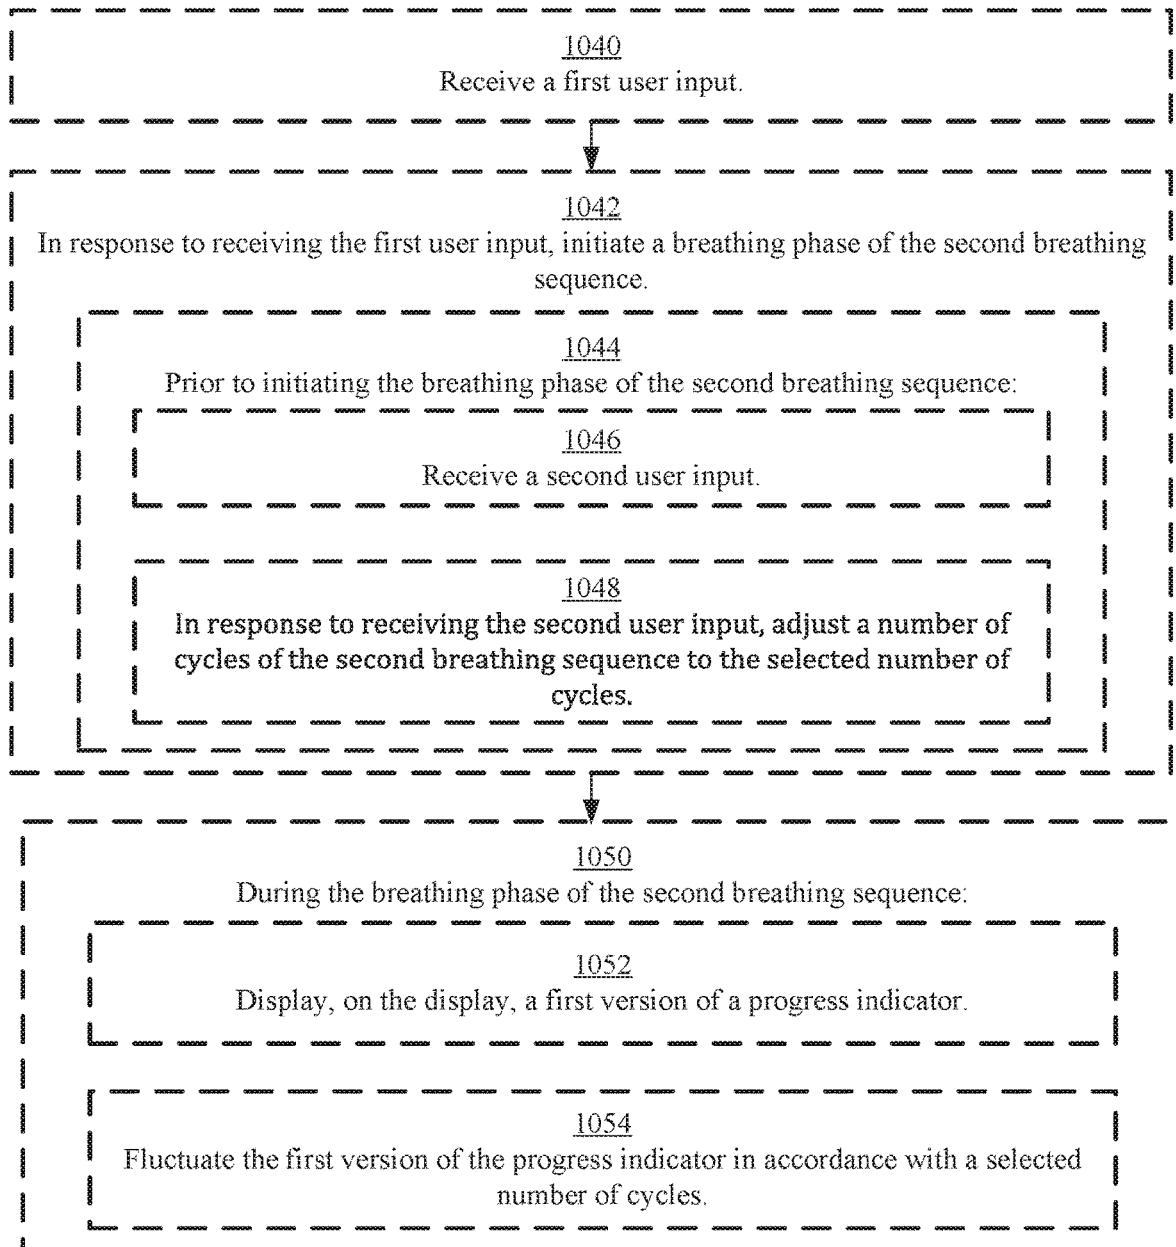 1040
Receive a first user input.
1042
In response to receiving the first user input, initiate a breathing phase of the second breathing
sequence.
1044
Prior to initiating the breathing phase of the second breathing sequence:
1046
Receive a second user input.
1048
In response to receiving the second user input, adjust a number of
cycles of the second breathing sequence to the selected number of
cycles.
1050
During the breathing phase of the second breathing sequence:
1052
Display, on the display, a first version of a progress indicator.
1054
Fluctuate the first version of the progress indicator in accordance with a selected
number of cycles.